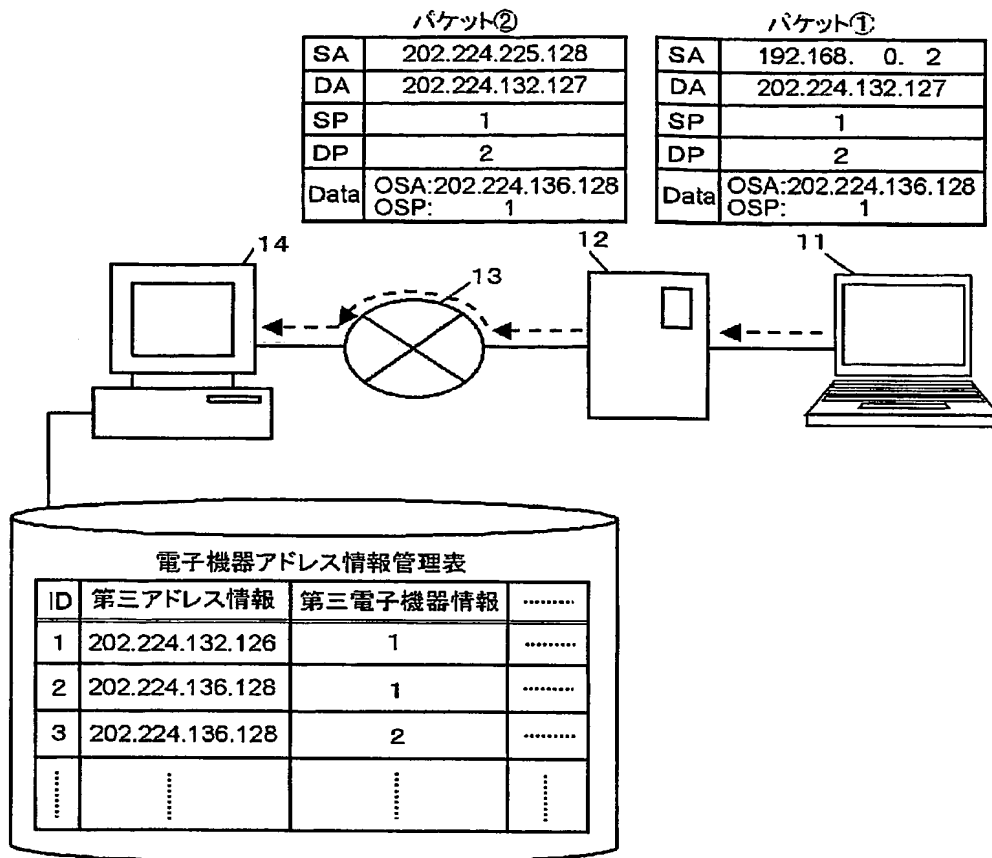 パケット②
SA 202.224.225.128
DA 202.224.132.127
SP 1
DP 2
Data OSA:202.224.136.128
OSP: 1
パケット①
SA 192.168. 0. 2
DA 202.224.132.127
SP 1
DP 2
Data OSA:202.224.136.128
OSP: 1
14
13
12
11
電子機器アドレス情報管理表
ID 第三アドレス情報 第三電子機器情報 ………
1 202.224.132.126 1 ………
2 202.224.136.128 1 ………
3 202.224.136.128 2 ………